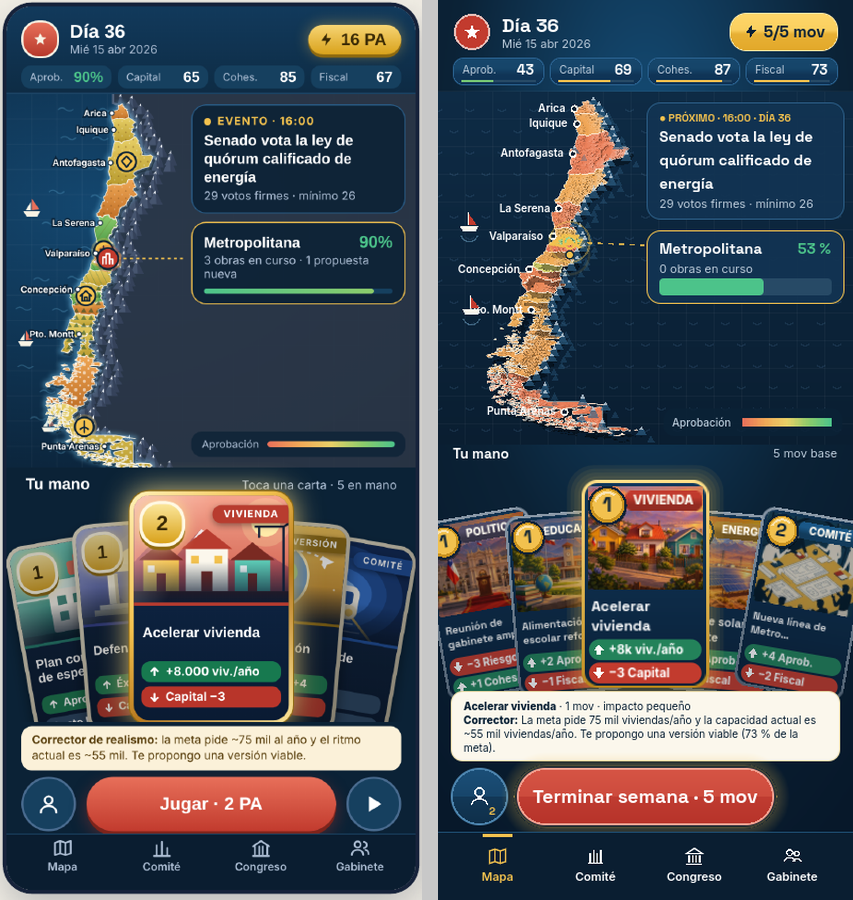 Día 36
Mié 15 abr 2026
16 PA
Aprob. 90%
Capital 65
Cohes. 85
Fiscal 67
Arica
Iquique
Antofagasta
La Serena
Valparaíso
Concepción
Pto. Montt
Punta Arenas
EVENTO · 16:00
Senado vota la ley de
quórum calificado de
energía
29 votos firmes · mínimo 26
Metropolitana 90%
3 obras en curso · 1 propuesta
nueva
Aprobación
Tu mano
Toca una carta · 5 en mano
1
1
2
VIVIENDA
VERSIÓN
COMITÉ
Plan
de espe
Acelerar vivienda
de
+8.000 viv./año
Capital −3
Corrector de realismo: la meta pide ~75 mil al año y el ritmo
actual es ~55 mil. Te propongo una versión viable.
Jugar · 2 PA
Mapa
Comité
Congreso
Gabinete
Día 36
Mié 15 abr 2026
5/5 mov
Aprob. 43
Capital 69
Cohes. 87
Fiscal 73
Arica
Iquique
Antofagasta
La Serena
Valparaíso
Concepción
to. Montt
Punta Arenas
PRÓXIMO · 16:00 · DÍA 36
Senado vota la ley de
quórum calificado de
energía
29 votos firmes · mínimo 26
Metropolitana 53 %
0 obras en curso
Aprobación
Tu mano
5 mov base
1
POLITIC
1
EDUCA
1
VIVIENDA
ENERG
2
COMITÉ
Reunión de
gabinete amp
−3 Riesgo
+1 Cohes
Alimentació
escolar refo
+2 Apro
−1 Fisca
Acelerar
vivienda
+8k viv./año
−3 Capital
Nueva línea de
Metro...
+4 Aprob.
−2 Fiscal
Acelerar vivienda · 1 mov · impacto pequeño
Corrector: La meta pide 75 mil viviendas/año y la capacidad actual es
~55 mil viviendas/año. Te propongo una versión viable (73 % de la
meta).
2
Terminar semana · 5 mov
Mapa
Comité
Congreso
Gabinete